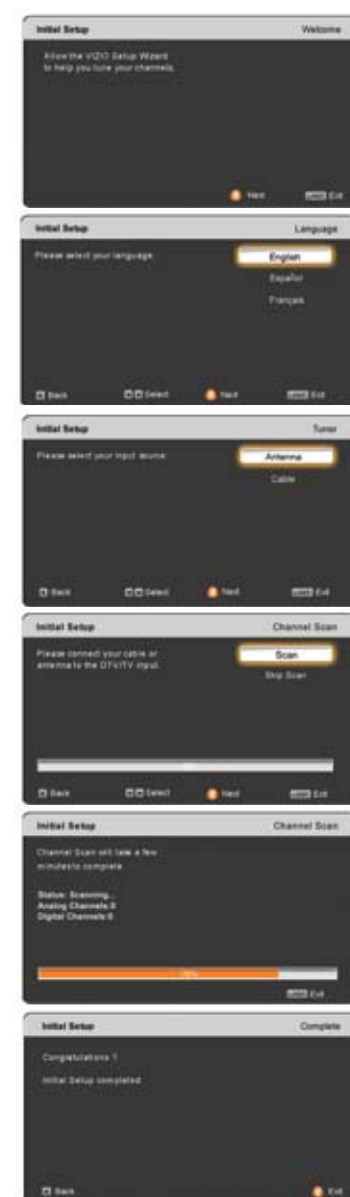 Initial Setup Welcome
Allow the VIZIO Setup Wizard
to help you tune your channels.
Next Exit
Initial Setup Language
Please select your language:
English
Español
Français
Back Select Next Exit
Initial Setup Tuner
Please select your input source:
Antenna
Cable
Back Select Next Exit
Initial Setup Channel Scan
Please connect your cable or
antenna to the DTV/TV input.
Scan
Skip Scan
Back Select Next Exit
Initial Setup Channel Scan
Channel Scan will take a few
minutes to complete
Status: Scanning...
Analog Channels:0
Digital Channels:0
Exit
Initial Setup Complete
Congratulations !
Initial Setup completed
Back Exit